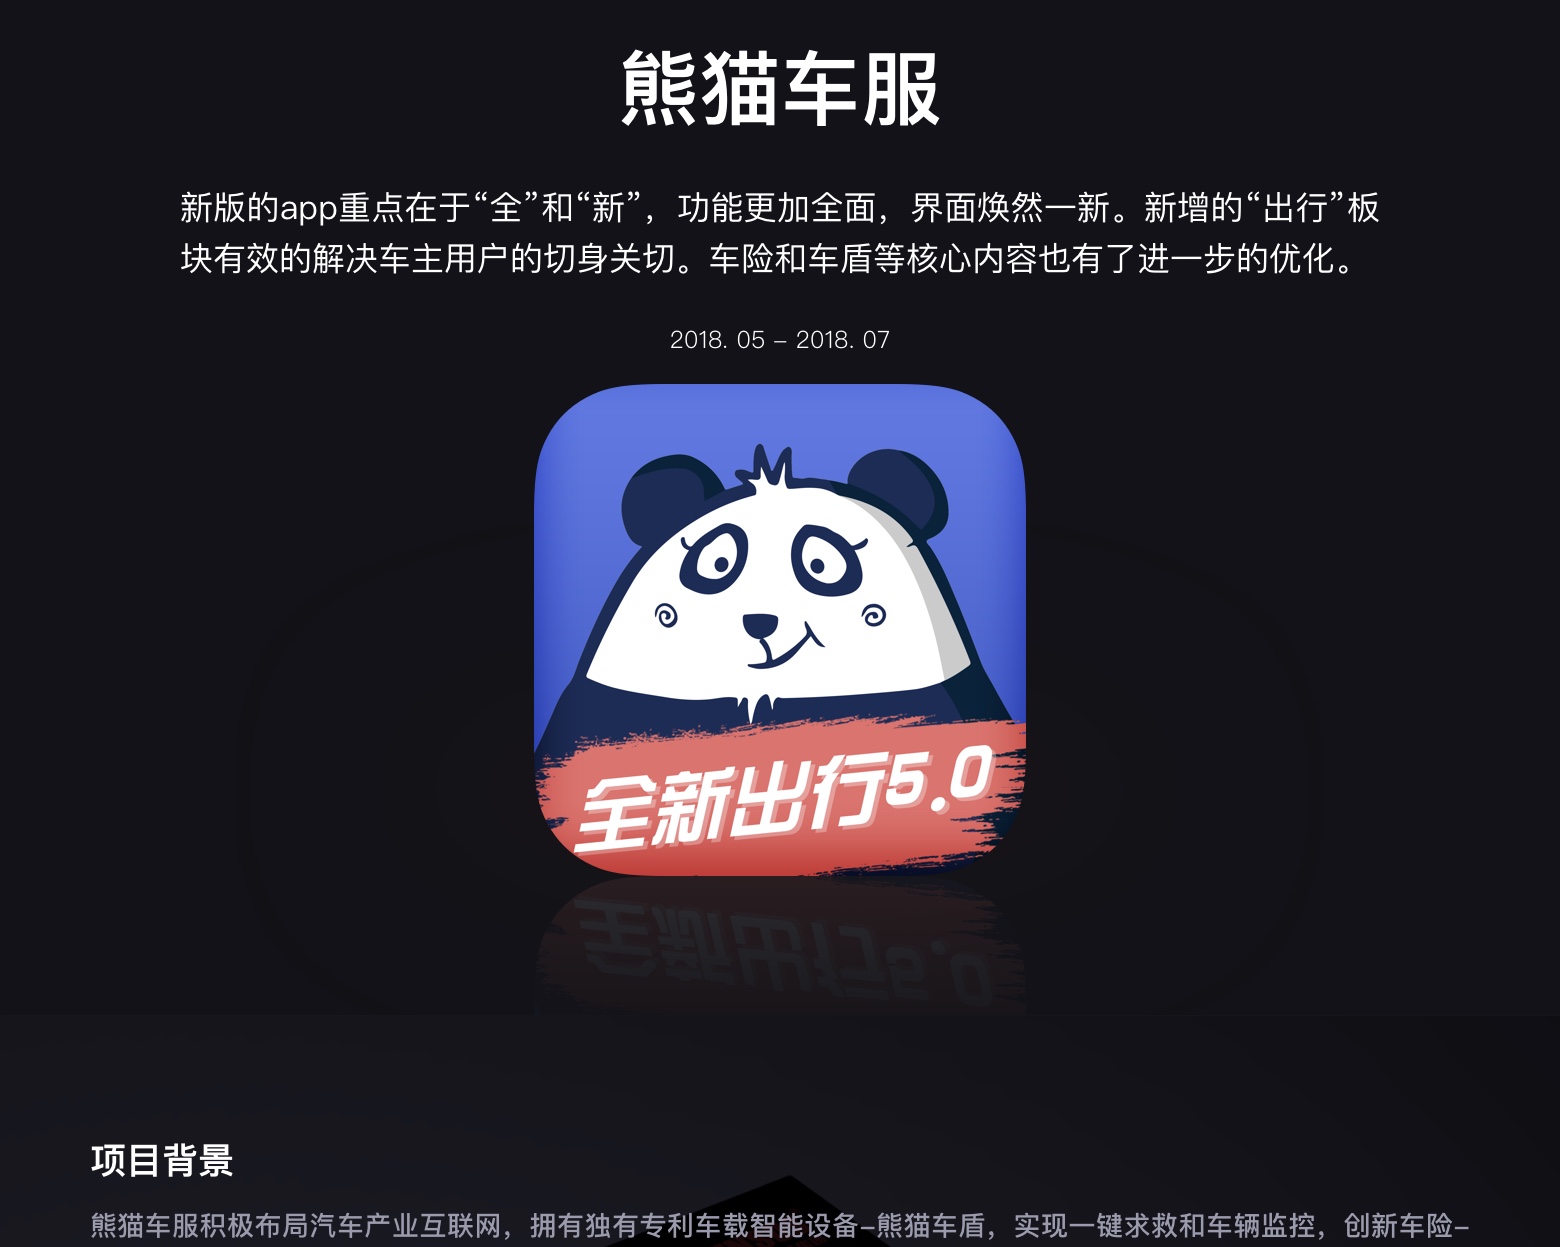 熊猫车服
新版的app重点在于“全”和“新”，功能更加全面，界面焕然一新。新增的“出行”板
块有效的解决车主用户的切身关切。车险和车盾等核心内容也有了进一步的优化。
2018. 05 – 2018. 07
全新出行5.0
项目背景
熊猫车服积极布局汽车产业互联网，拥有独有专利车载智能设备–熊猫车盾，实现一键求救和车辆监控，创新车险–